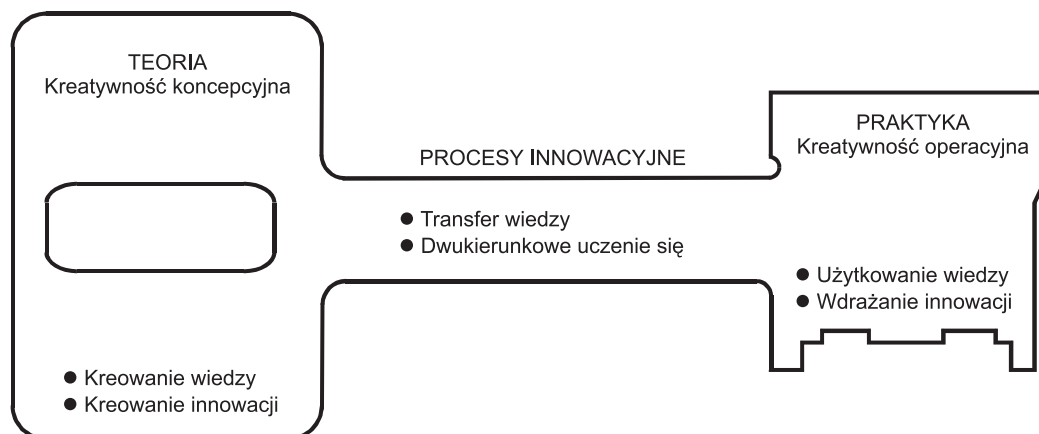 TEORIA
Kreatywność koncepcyjna
● Kreowanie wiedzy
● Kreowanie innowacji
PROCESY INNOWACYJNE
● Transfer wiedzy
● Dwukierunkowe uczenie się
PRAKTYKA
Kreatywność operacyjna
● Użytkowanie wiedzy
● Wdrażanie innowacji